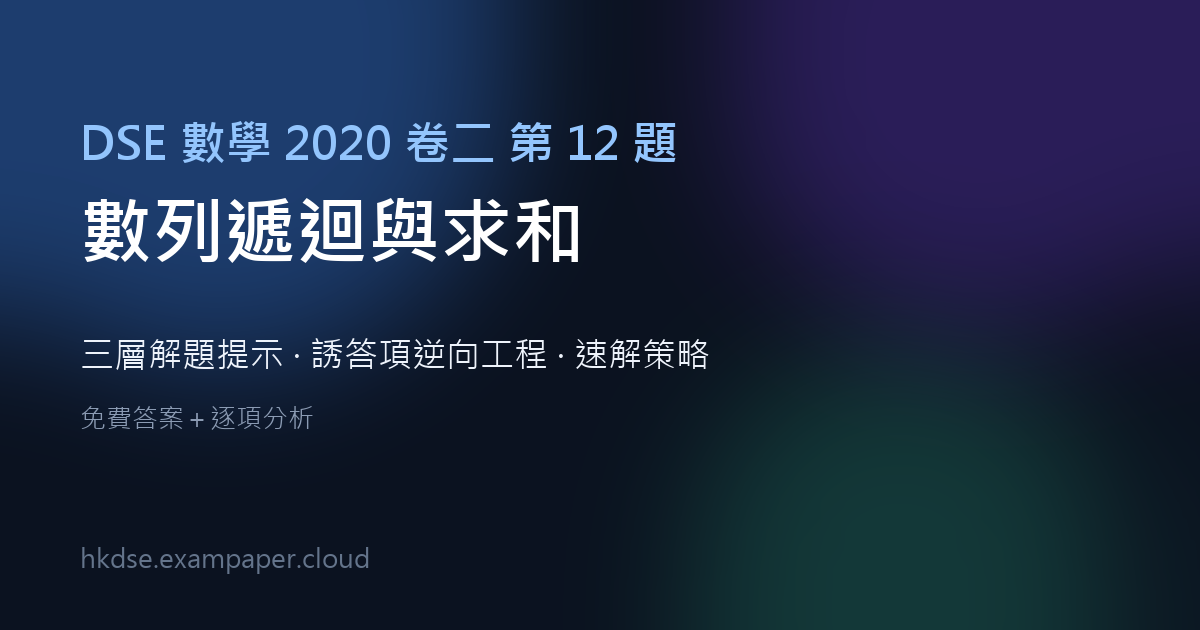 DSE 數學 2020 卷二 第 12 題
數列遞迴與求和
三層解題提示 · 誘答項逆向工程 · 速解策略
免費答案 + 逐項分析
hkdse.exampaper.cloud